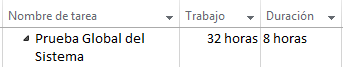 Nombre de tarea Trabajo Duración
Prueba Global del 32 horas 8 horas
Sistema